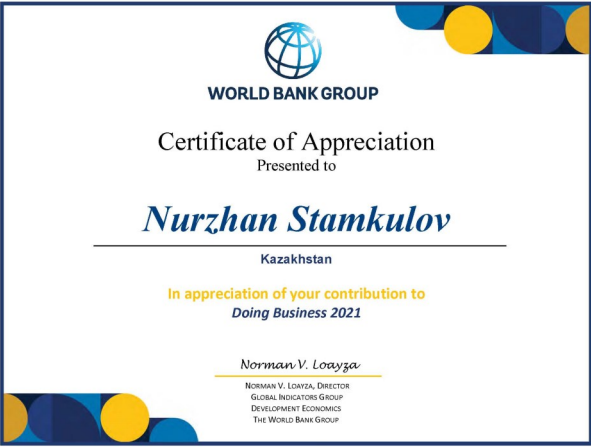 WORLD BANK GROUP
Certificate of Appreciation
Presented to
Nurzhan Stamkulov
Kazakhstan
In appreciation of your contribution to
Doing Business 2021
Norman V. Loayza
NORMAN V. LOAYZA, DIRECTOR
GLOBAL INDICATORS GROUP
DEVELOPMENT ECONOMICS
THE WORLD BANK GROUP